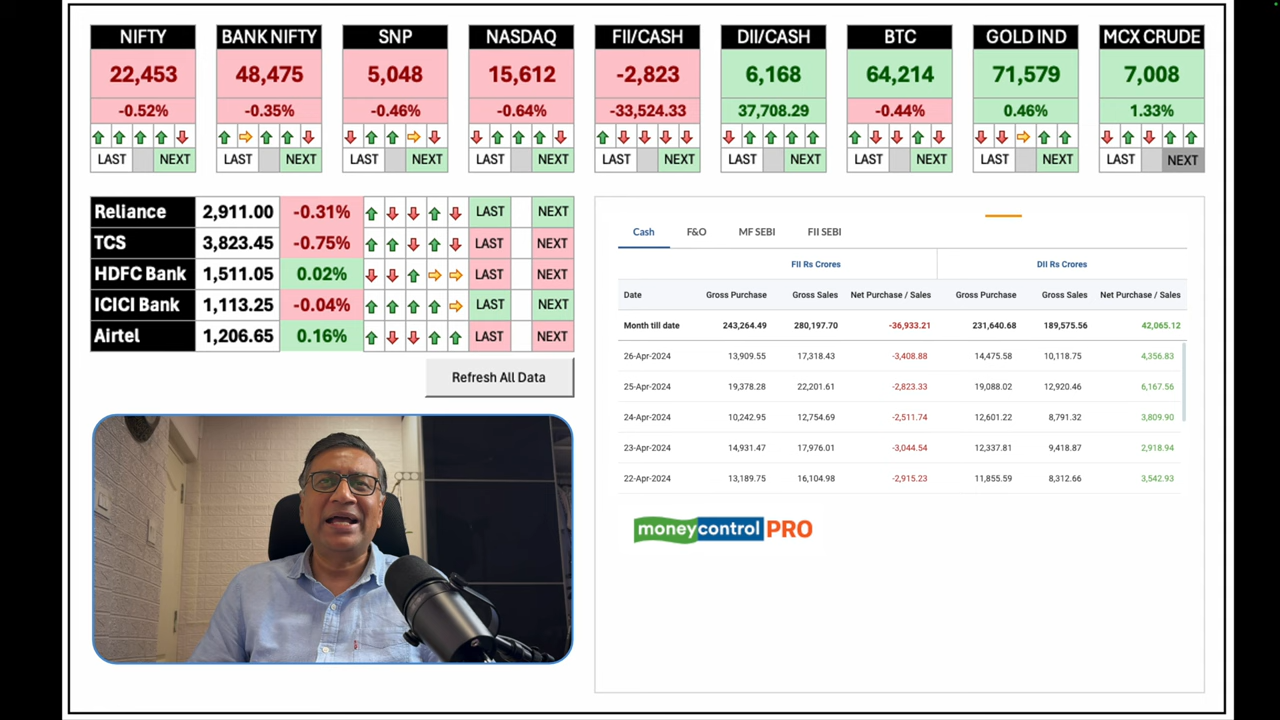 NIFTY BANK NIFTY SNP NASDAQ FII/CASH DII/CASH BTC GOLD IND MCX CRUDE
22,453 48,475 5,048 15,612 -2,823 6,168 64,214 71,579 7,008
-0.52% -0.35% -0.46% -0.64% -33,524.33 37,708.29 -0.44% 0.46% 1.33%
LAST NEXT LAST NEXT LAST NEXT LAST NEXT LAST NEXT LAST NEXT LAST NEXT LAST NEXT LAST NEXT
Reliance 2,911.00 -0.31% LAST NEXT
TCS 3,823.45 -0.75% LAST NEXT
HDFC Bank 1,511.05 0.02% LAST NEXT
ICICI Bank 1,113.25 -0.04% LAST NEXT
Airtel 1,206.65 0.16% LAST NEXT
Refresh All Data
Cash F&O MF SEBI FII SEBI
FII Rs Crores DII Rs Crores
Date Gross Purchase Gross Sales Net Purchase / Sales Gross Purchase Gross Sales Net Purchase / Sales
Month till date 243,264.49 280,197.70 -36,933.21 231,640.68 189,575.56 42,065.12
26-Apr-2024 13,909.55 17,318.43 -3,408.88 14,475.58 10,118.75 4,356.83
25-Apr-2024 19,378.28 22,201.61 -2,823.33 19,088.02 12,920.46 6,167.56
24-Apr-2024 10,242.95 12,754.69 -2,511.74 12,601.22 8,791.32 3,809.90
23-Apr-2024 14,931.47 17,976.01 -3,044.54 12,337.81 9,418.87 2,918.94
22-Apr-2024 13,189.75 16,104.98 -2,915.23 11,855.59 8,312.66 3,542.93
moneycontrol PRO